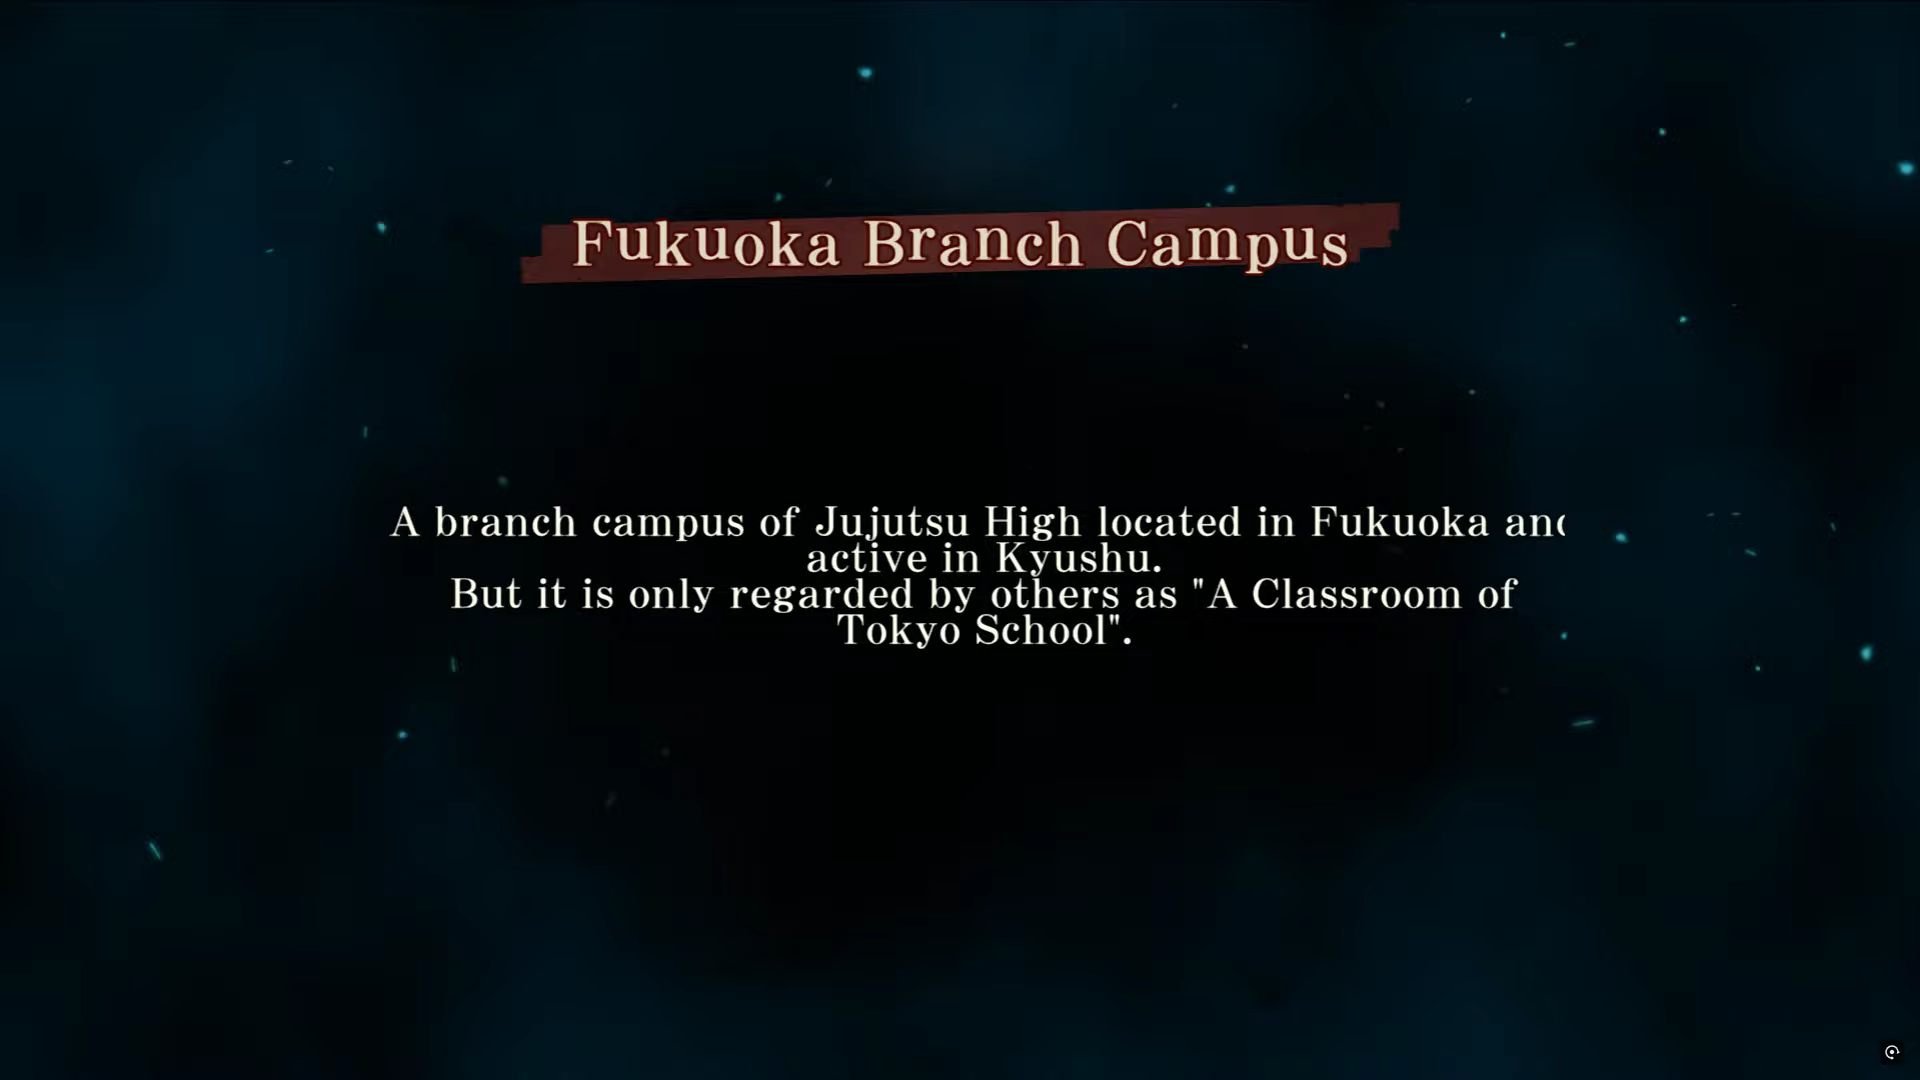 Fukuoka Branch Campus
A branch campus of Jujutsu High located in Fukuoka and
active in Kyushu.
But it is only regarded by others as "A Classroom of
Tokyo School".